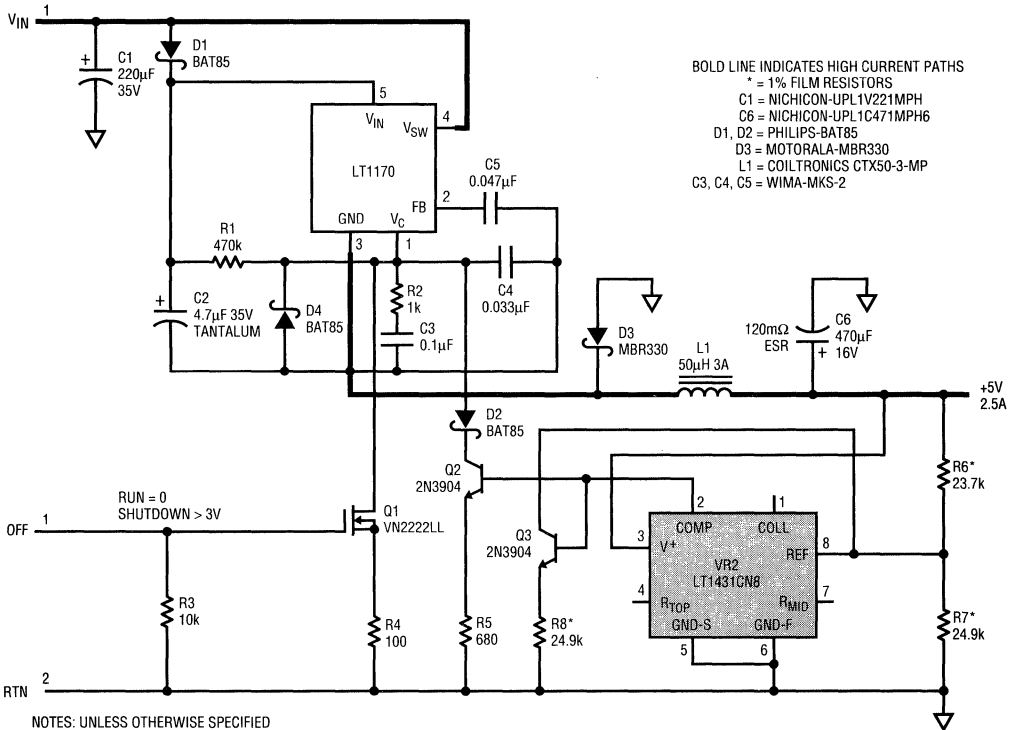 VIN 1
D1
BAT85
C1
220µF
35V
+
5
VIN
VSW
4
LT1170
FB
2
GND
VC
3
1
C5
0.047µF
C4
0.033µF
R1
470k
+
C2
4.7µF 35V
TANTALUM
D4
BAT85
R2
1k
C3
0.1µF
BOLD LINE INDICATES HIGH CURRENT PATHS
* = 1% FILM RESISTORS
C1 = NICHICON-UPL1V221MPH
C6 = NICHICON-UPL1C471MPH6
D1, D2 = PHILIPS-BAT85
D3 = MOTORALA-MBR330
L1 = COILTRONICS CTX50-3-MP
C3, C4, C5 = WIMA-MKS-2
D3
MBR330
L1
50µH 3A
120mΩ
ESR
C6
470µF
16V
+
+5V
2.5A
D2
BAT85
Q2
2N3904
Q3
2N3904
RUN = 0
SHUTDOWN > 3V
OFF 1
Q1
VN2222LL
R3
10k
R4
100
R5
680
R8*
24.9k
2
1
COMP
COLL
3
V+
REF
8
VR2
LT1431CN8
4
RTOP
RMID
7
GND-S
GND-F
5
6
R6*
23.7k
R7*
24.9k
RTN 2
NOTES: UNLESS OTHERWISE SPECIFIED